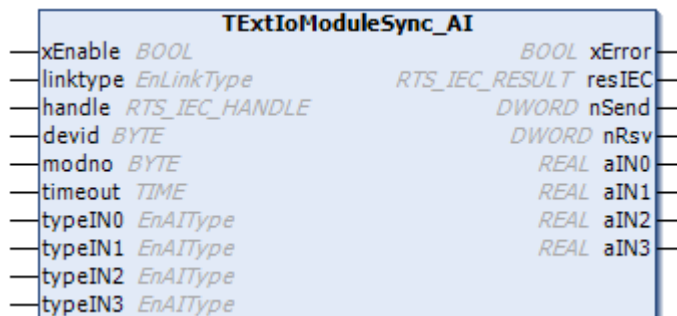 TExtIoModuleSync_AI
xEnable BOOL BOOL xError
linktype EnLinkType RTS_IEC_RESULT resIEC
handle RTS_IEC_HANDLE DWORD nSend
devid BYTE DWORD nRsv
modno BYTE REAL aIN0
timeout TIME REAL aIN1
typeIN0 EnAIType REAL aIN2
typeIN1 EnAIType REAL aIN3
typeIN2 EnAIType
typeIN3 EnAIType